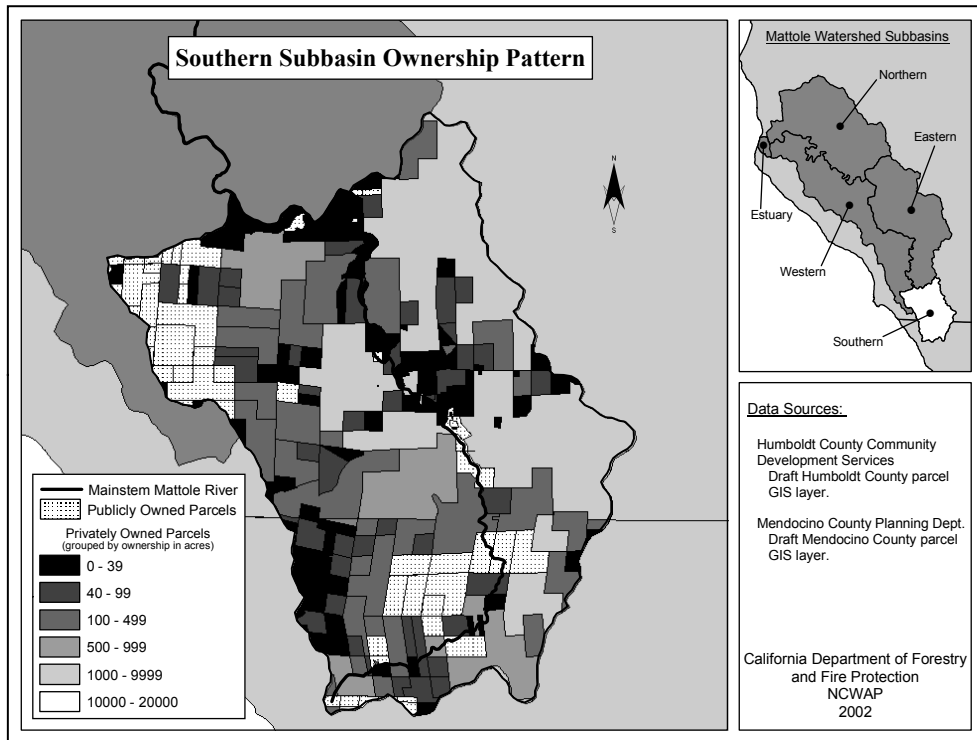 Southern Subbasin Ownership Pattern
N
S
Mainstem Mattole River
Publicly Owned Parcels
Privately Owned Parcels
(grouped by ownership in acres)
0 - 39
40 - 99
100 - 499
500 - 999
1000 - 9999
10000 - 20000
Mattole Watershed Subbasins
Northern
Eastern
Estuary
Western
Southern
Data Sources:
Humboldt County Community
Development Services
Draft Humboldt County parcel
GIS layer.
Mendocino County Planning Dept.
Draft Mendocino County parcel
GIS layer.
California Department of Forestry
and Fire Protection
NCWAP
2002